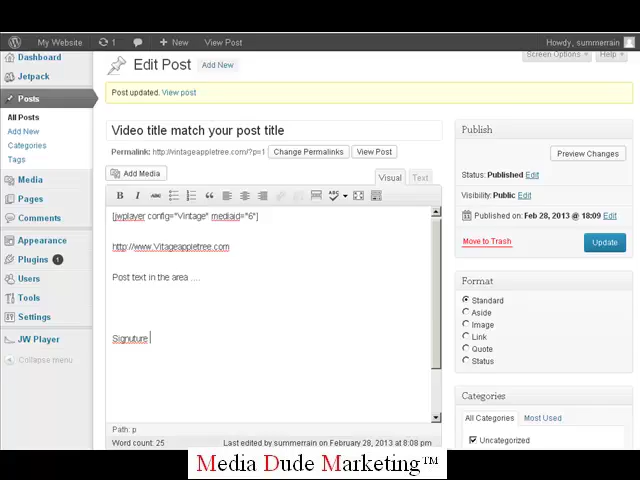 My Website 1 + New View Post Howdy, summerrain
Screen Options Help
Dashboard
Jetpack
Posts
All Posts
Add New
Categories
Tags
Media
Pages
Comments
Appearance
Plugins 1
Users
Tools
Settings
JW Player
Collapse menu
Edit Post Add New
Post updated. View post
Video title match your post title
Permalink: http://vintageappletree.com/?p=1 Change Permalinks View Post
Add Media
Visual Text
B I ABC
ABC
[jwplayer config="Vintage" mediaid="6"]
http://www.Vitageappletree.com
Post text in the area ....
Signuture
Path: p
Word count: 25 Last edited by summerrain on February 28, 2013 at 8:08 pm
Publish
Preview Changes
Status: Published Edit
Visibility: Public Edit
Published on: Feb 28, 2013 @ 18:09 Edit
Move to Trash Update
Format
Standard
Aside
Image
Link
Quote
Status
Categories
All Categories Most Used
Uncategorized
Media Dude Marketing™